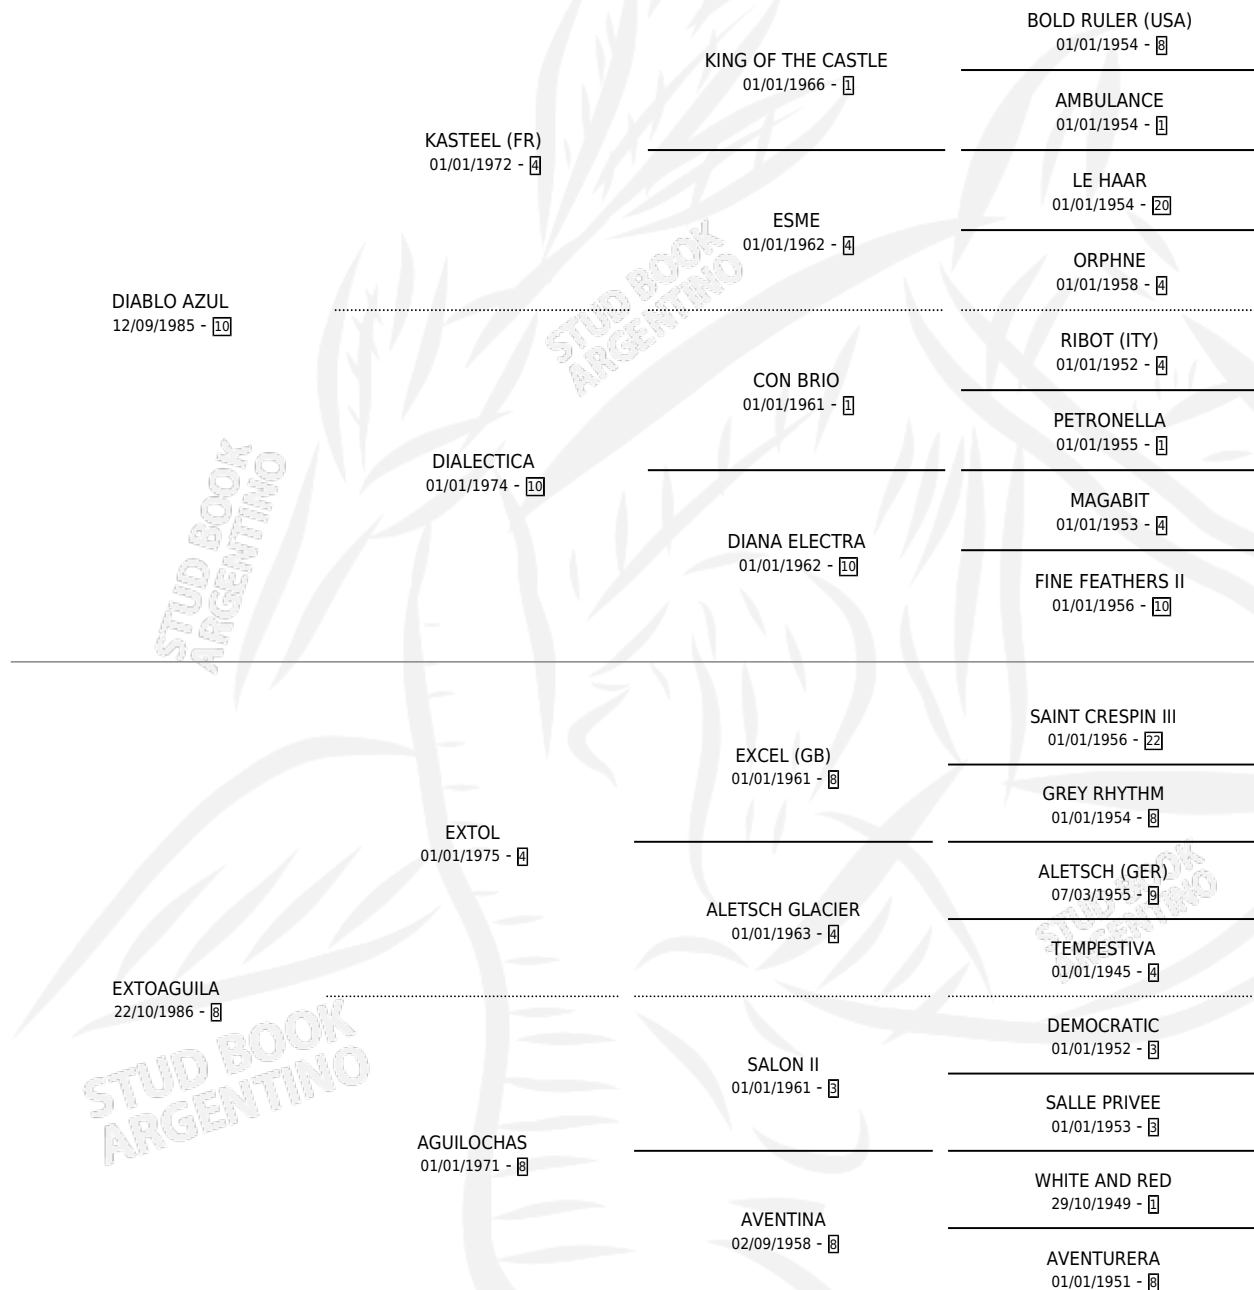 BOLD RULER (USA)
01/01/1954 - 8
KING OF THE CASTLE
01/01/1966 - 1
AMBULANCE
01/01/1954 - 1
KASTEEL (FR)
01/01/1972 - 4
LE HAAR
01/01/1954 - 20
ESME
01/01/1962 - 4
ORPHNE
01/01/1958 - 4
DIABLO AZUL
12/09/1985 - 10
RIBOT (ITY)
01/01/1952 - 4
CON BRIO
01/01/1961 - 1
PETRONELLA
01/01/1955 - 1
DIALECTICA
01/01/1974 - 10
MAGABIT
01/01/1953 - 4
DIANA ELECTRA
01/01/1962 - 10
FINE FEATHERS II
01/01/1956 - 10
SAINT CRESPIN III
01/01/1956 - 22
EXCEL (GB)
01/01/1961 - 8
GREY RHYTHM
01/01/1954 - 8
EXTOL
01/01/1975 - 4
ALETSCH (GER)
07/03/1955 - 9
ALETSCH GLACIER
01/01/1963 - 4
TEMPESTIVA
01/01/1945 - 4
EXTOAGUILA
22/10/1986 - 8
DEMOCRATIC
01/01/1952 - 3
SALON II
01/01/1961 - 3
SALLE PRIVEE
01/01/1953 - 3
AGUILOCHAS
01/01/1971 - 8
WHITE AND RED
29/10/1949 - 1
AVENTINA
02/09/1958 - 8
AVENTURERA
01/01/1951 - 8
STUD BOOK
ARGENTINO
STUD BOOK
ARGENTINO
STUD BOOK
ARGENTINO
STUD BOOK
ARGENTINO